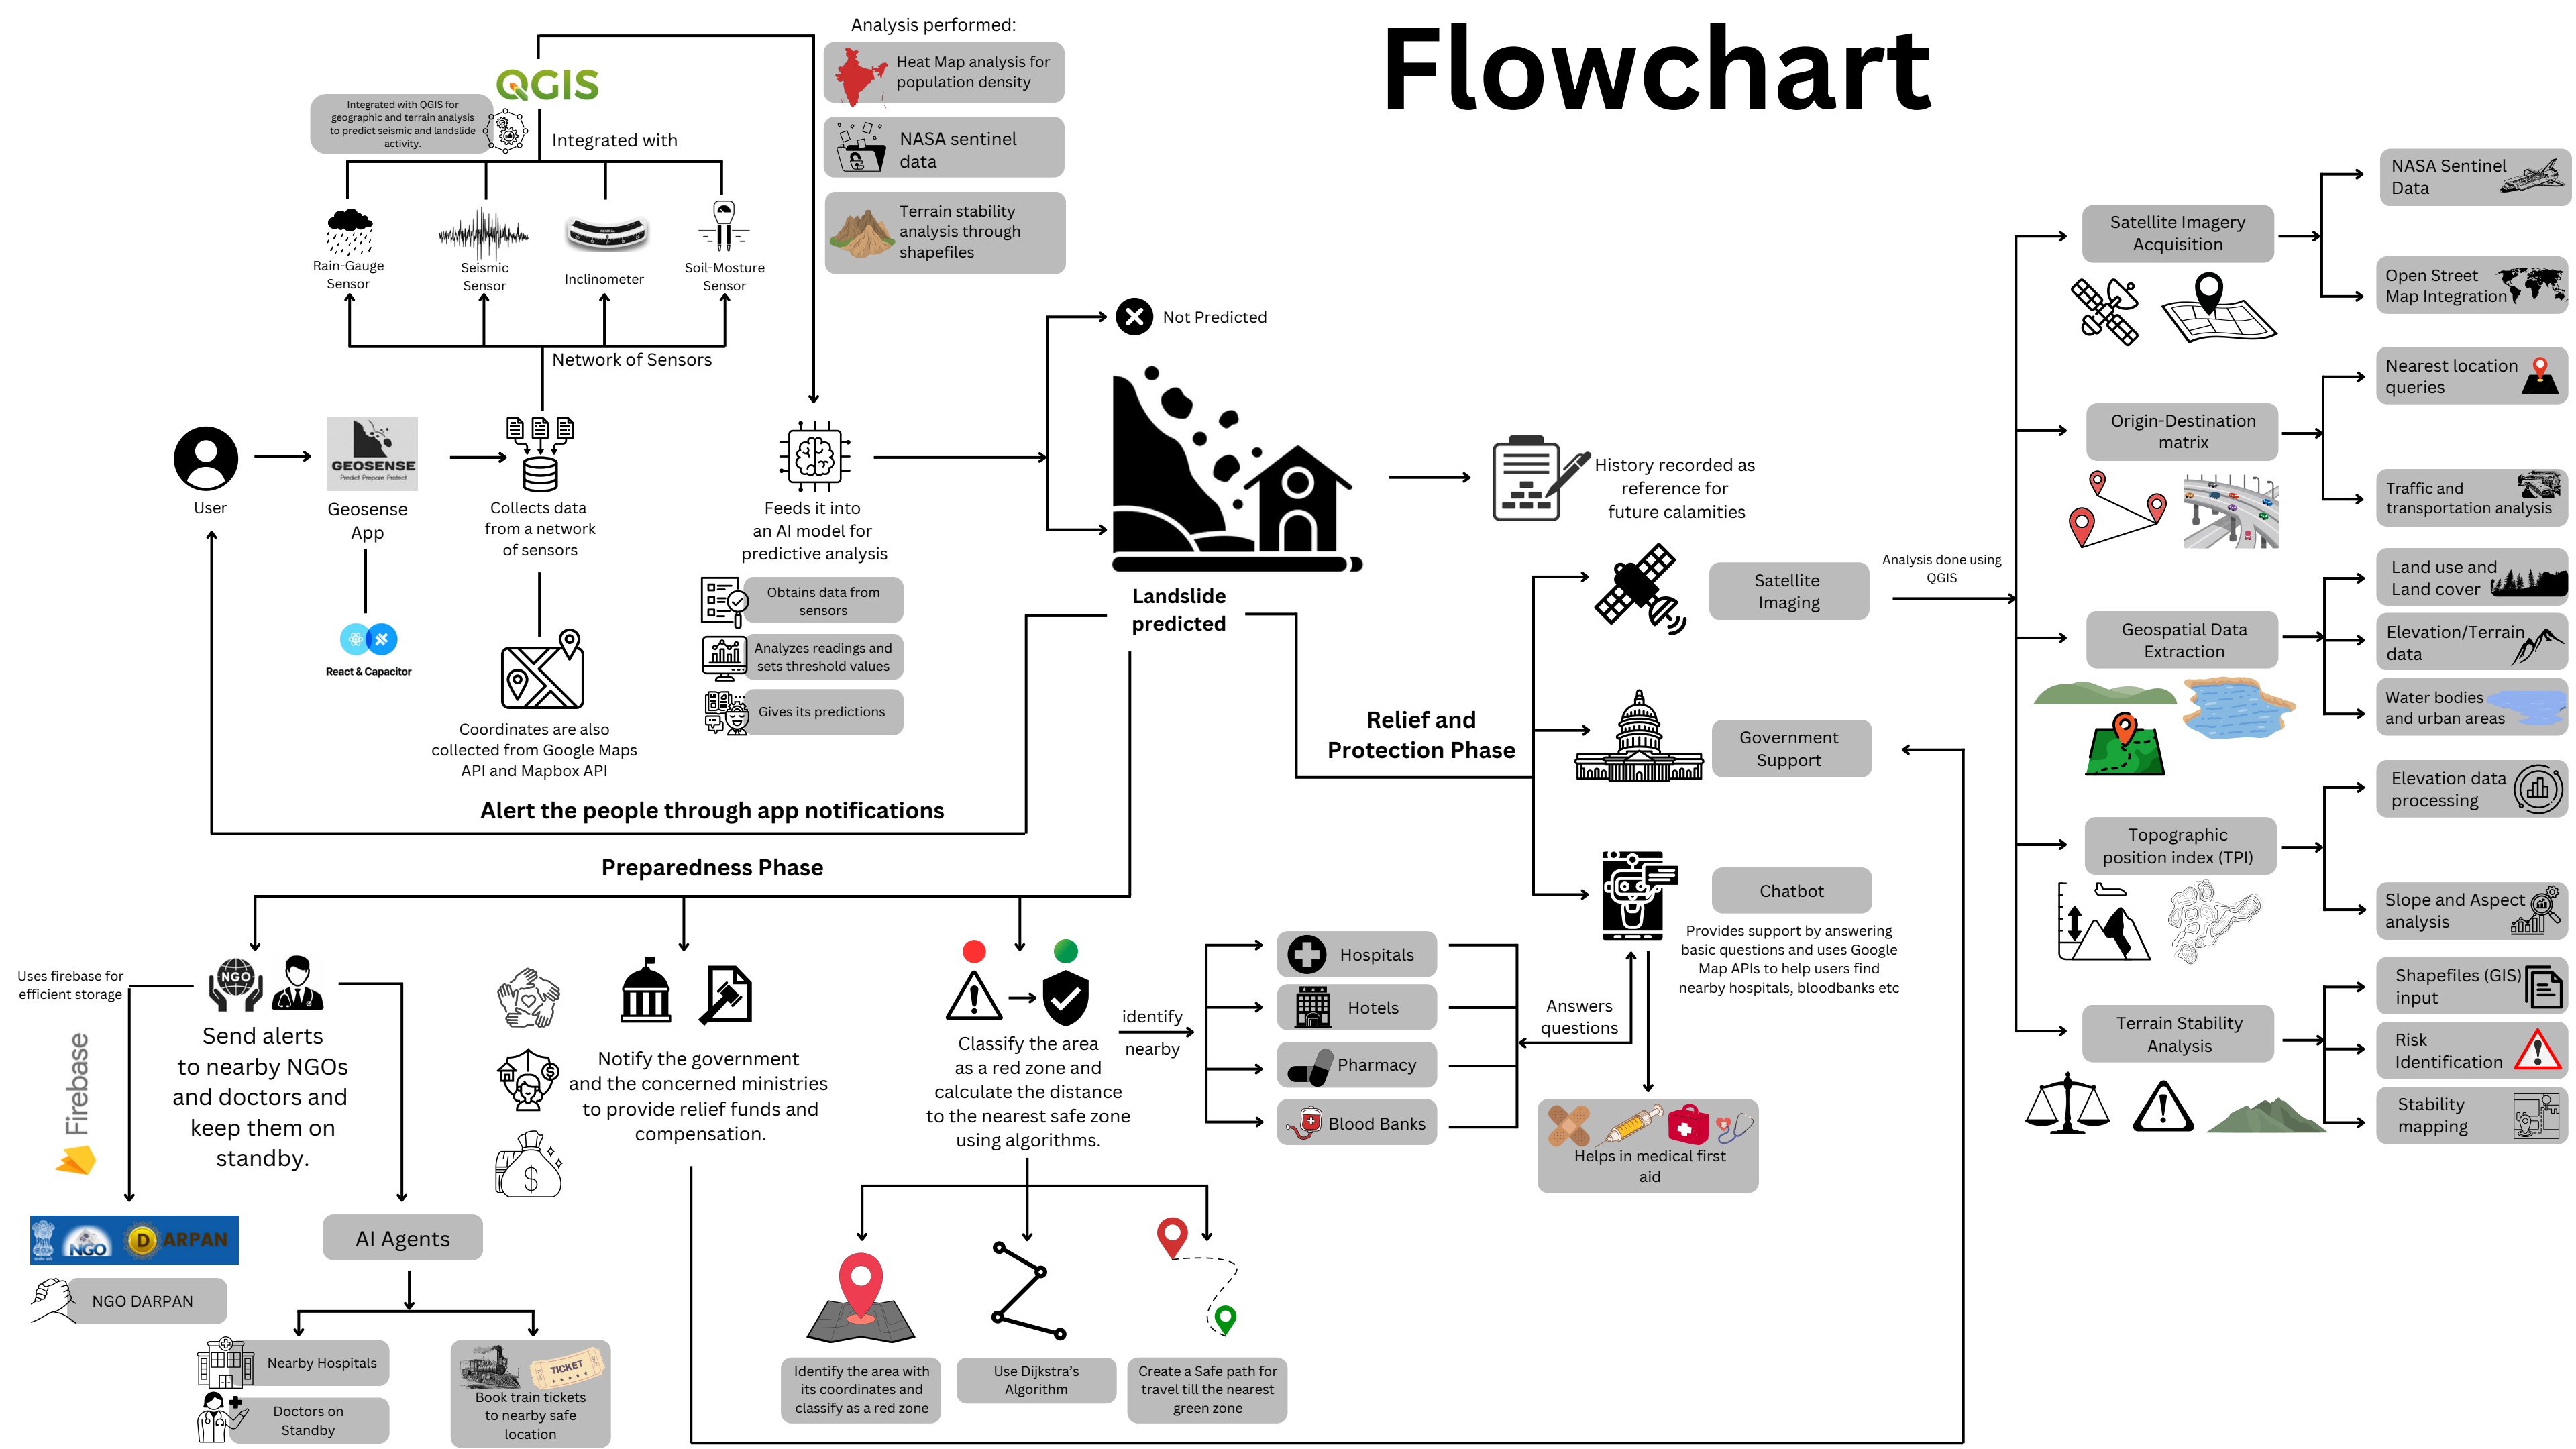 Flowchart
Analysis performed:
Heat Map analysis for
population density
NASA sentinel
data
Terrain stability
analysis through
shapefiles
QGIS
Integrated with QGIS for
geographic and terrain analysis
to predict seismic and landslide
activity.
Integrated with
Rain-Gauge
Sensor
Seismic
Sensor
Inclinometer
Soil-Mosture
Sensor
Network of Sensors
User
GEOSENSE
Predict Prepare Protect
Geosense
App
React & Capacitor
Collects data
from a network
of sensors
Coordinates are also
collected from Google Maps
API and Mapbox API
Feeds it into
an AI model for
predictive analysis
Obtains data from
sensors
Analyzes readings and
sets threshold values
Gives its predictions
Not Predicted
Landslide
predicted
History recorded as
reference for
future calamities
Alert the people through app notifications
Preparedness Phase
Relief and
Protection Phase
Satellite
Imaging
Government
Support
Chatbot
Provides support by answering
basic questions and uses Google
Map APIs to help users find
nearby hospitals, bloodbanks etc
Analysis done using
QGIS
Satellite Imagery
Acquisition
NASA Sentinel
Data
Open Street
Map Integration
Origin-Destination
matrix
Nearest location
queries
Traffic and
transportation analysis
Geospatial Data
Extraction
Land use and
Land cover
Elevation/Terrain
data
Water bodies
and urban areas
Topographic
position index (TPI)
Elevation data
processing
Slope and Aspect
analysis
Terrain Stability
Analysis
Shapefiles (GIS)
input
Risk
Identification
Stability
mapping
Uses firebase for
efficient storage
Firebase
NGO
Send alerts
to nearby NGOs
and doctors and
keep them on
standby.
NGO DARPAN
NGO DARPAN
AI Agents
Nearby Hospitals
Doctors on
Standby
TICKET
Book train tickets
to nearby safe
location
Notify the government
and the concerned ministries
to provide relief funds and
compensation.
Classify the area
as a red zone and
calculate the distance
to the nearest safe zone
using algorithms.
identify
nearby
Hospitals
Hotels
Pharmacy
Blood Banks
Answers
questions
Helps in medical first
aid
Identify the area with
its coordinates and
classify as a red zone
Use Dijkstra's
Algorithm
Create a Safe path for
travel till the nearest
green zone